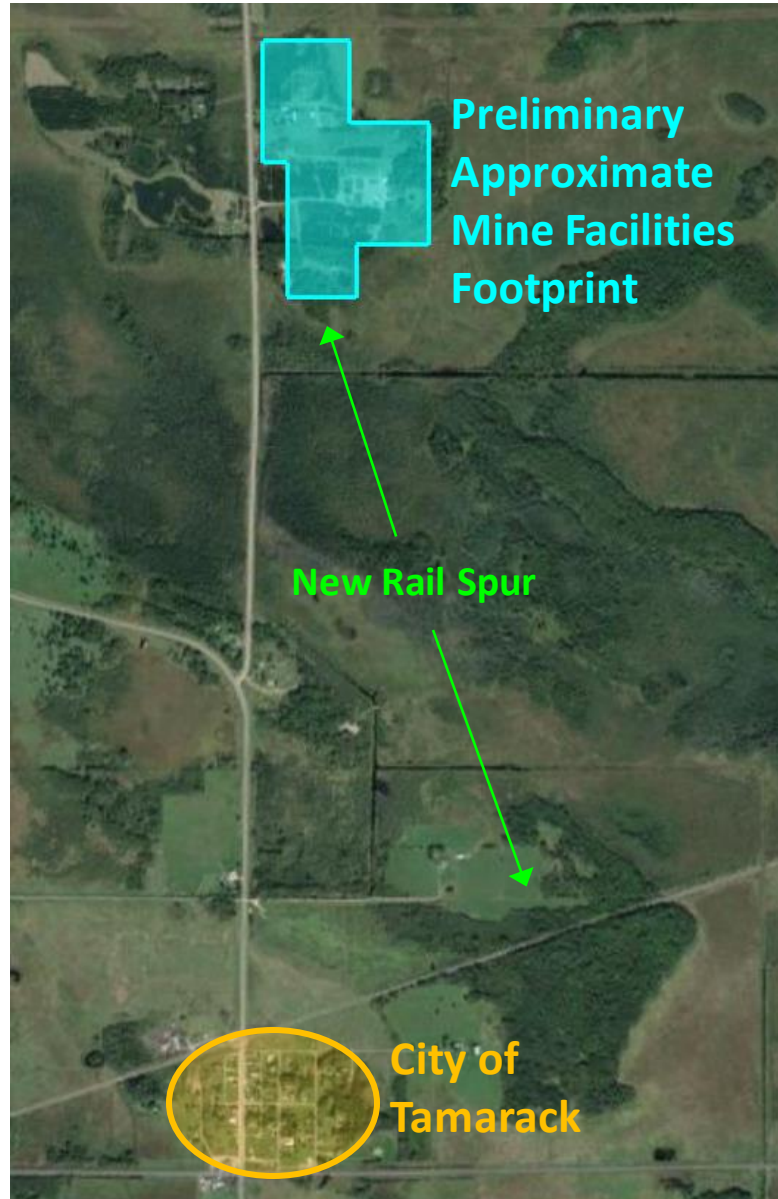 Preliminary
Approximate
Mine Facilities
Footprint
New Rail Spur
City of
Tamarack